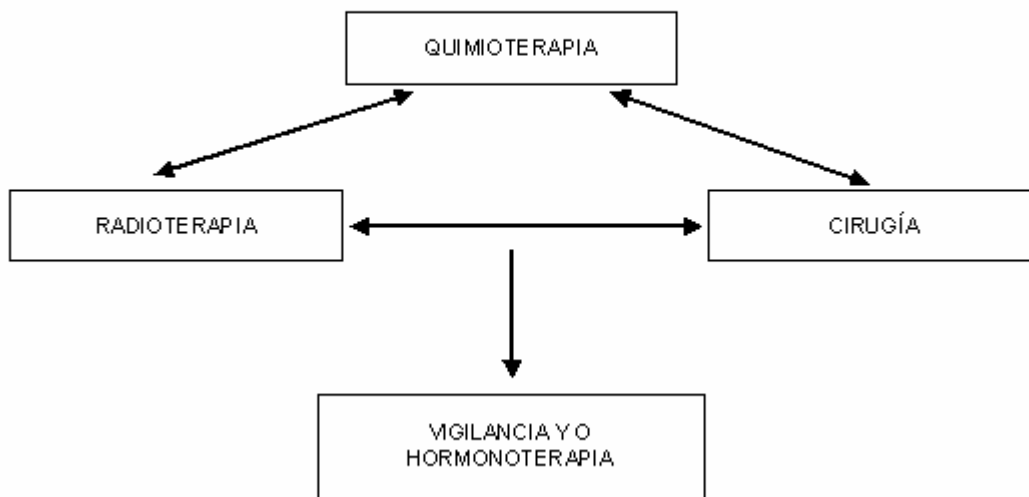 QUIMIOTERAPIA
RADIOTERAPIA
CIRUGÍA
VIGILANCIA Y O
HORMONOTERAPIA